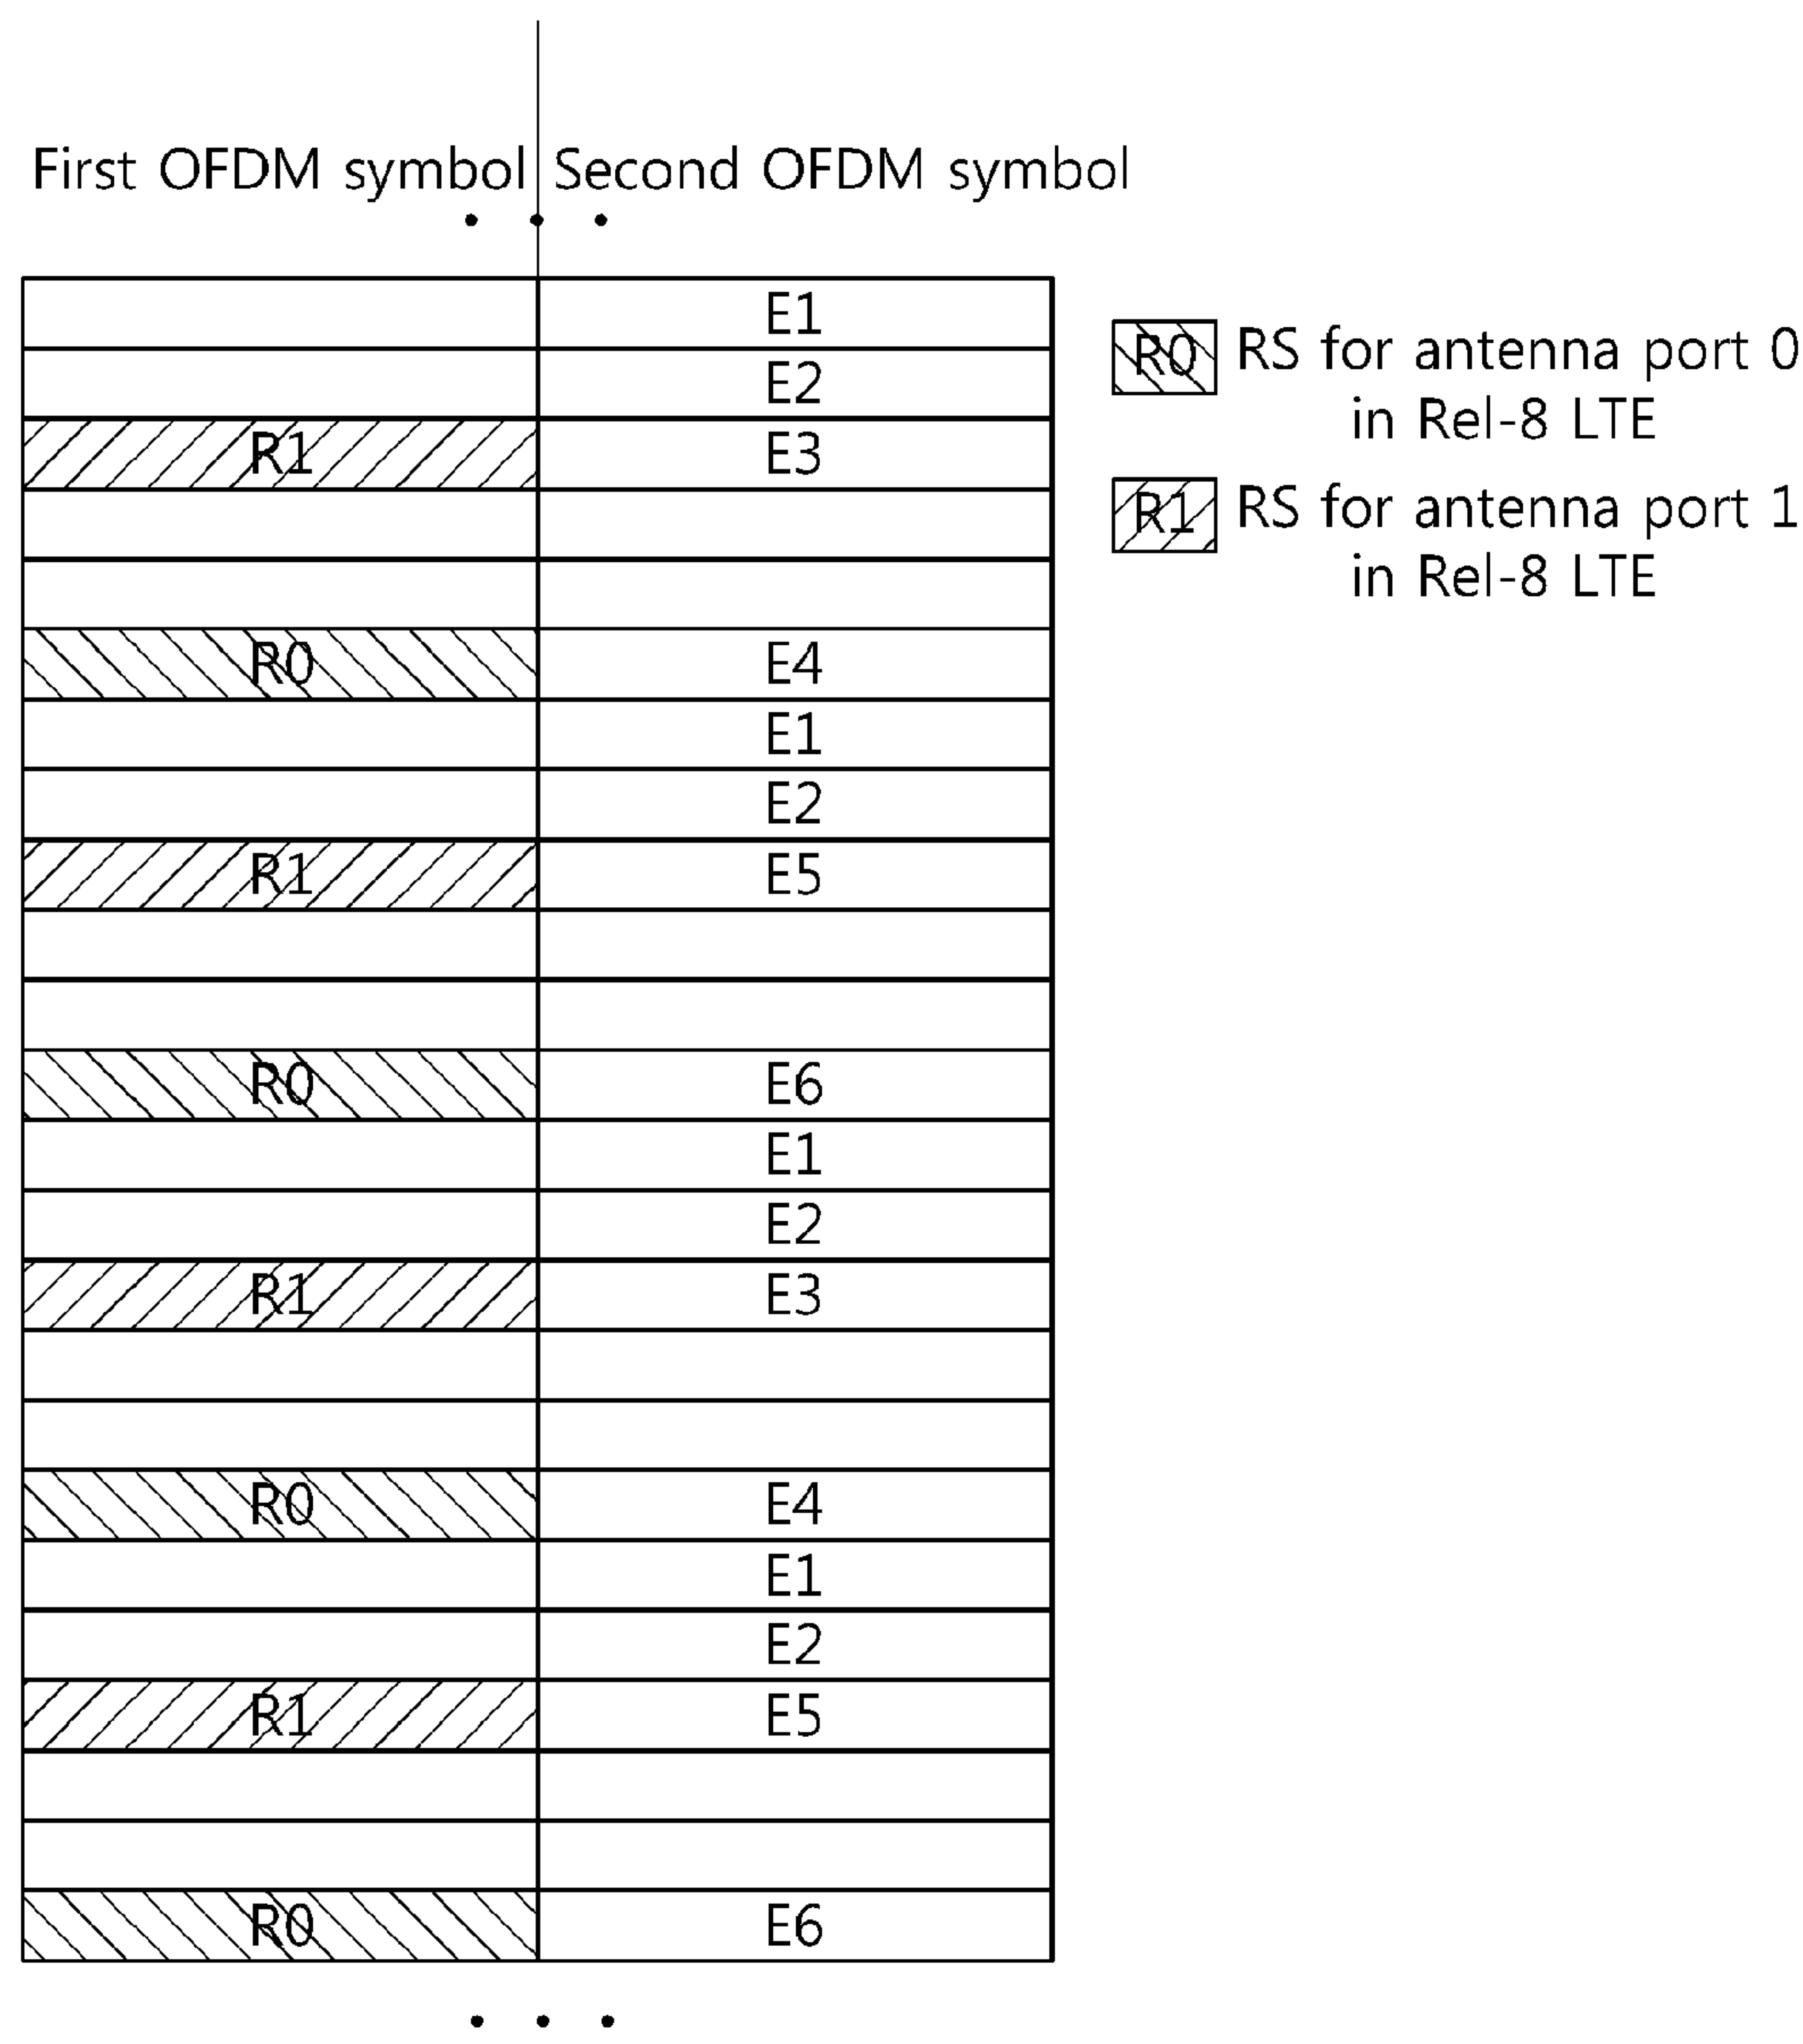 First OFDM symbol Second OFDM symbol
. . .
E1
E2
R1 E3
R0 E4
E1
E2
R1 E5
R0 E6
E1
E2
R1 E3
R0 E4
E1
E2
R1 E5
R0 E6
. . .
R0 RS for antenna port 0
in Rel-8 LTE
R1 RS for antenna port 1
in Rel-8 LTE